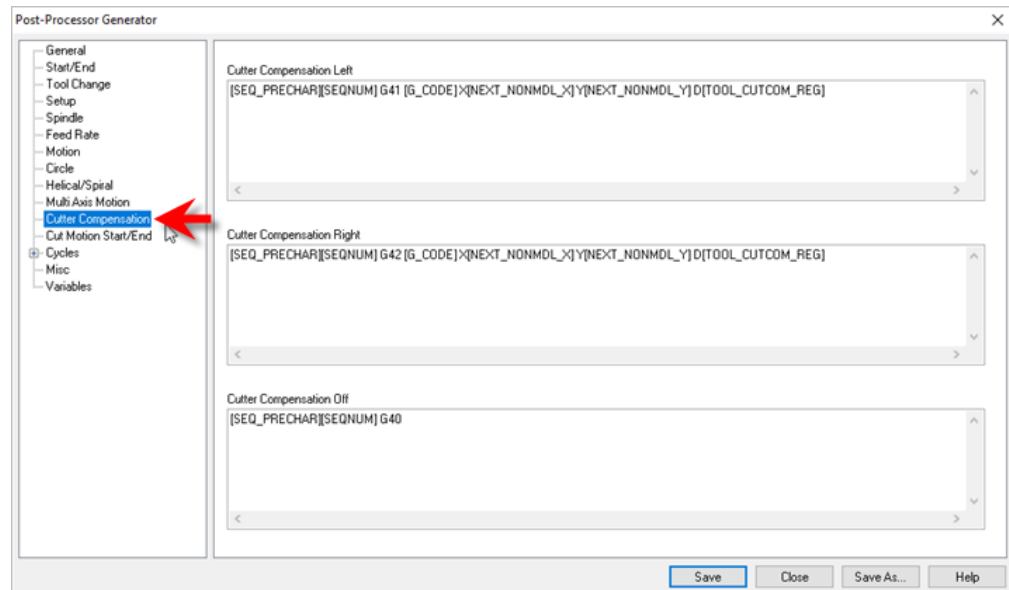 Post-Processor Generator
General
Start/End
Tool Change
Setup
Spindle
Feed Rate
Motion
Circle
Helical/Spiral
Multi Axis Motion
Cutter Compensation
Cut Motion Start/End
Cycles
Misc
Variables
Cutter Compensation Left
[SEQ_PRECHAR][SEQNUM] G41 [G_CODE] X[NEXT_NONMDL_X] Y[NEXT_NONMDL_Y] D[TOOL_CUTCOM_REG]
Cutter Compensation Right
[SEQ_PRECHAR][SEQNUM] G42 [G_CODE] X[NEXT_NONMDL_X] Y[NEXT_NONMDL_Y] D[TOOL_CUTCOM_REG]
Cutter Compensation Off
[SEQ_PRECHAR][SEQNUM] G40
Save
Close
Save As...
Help